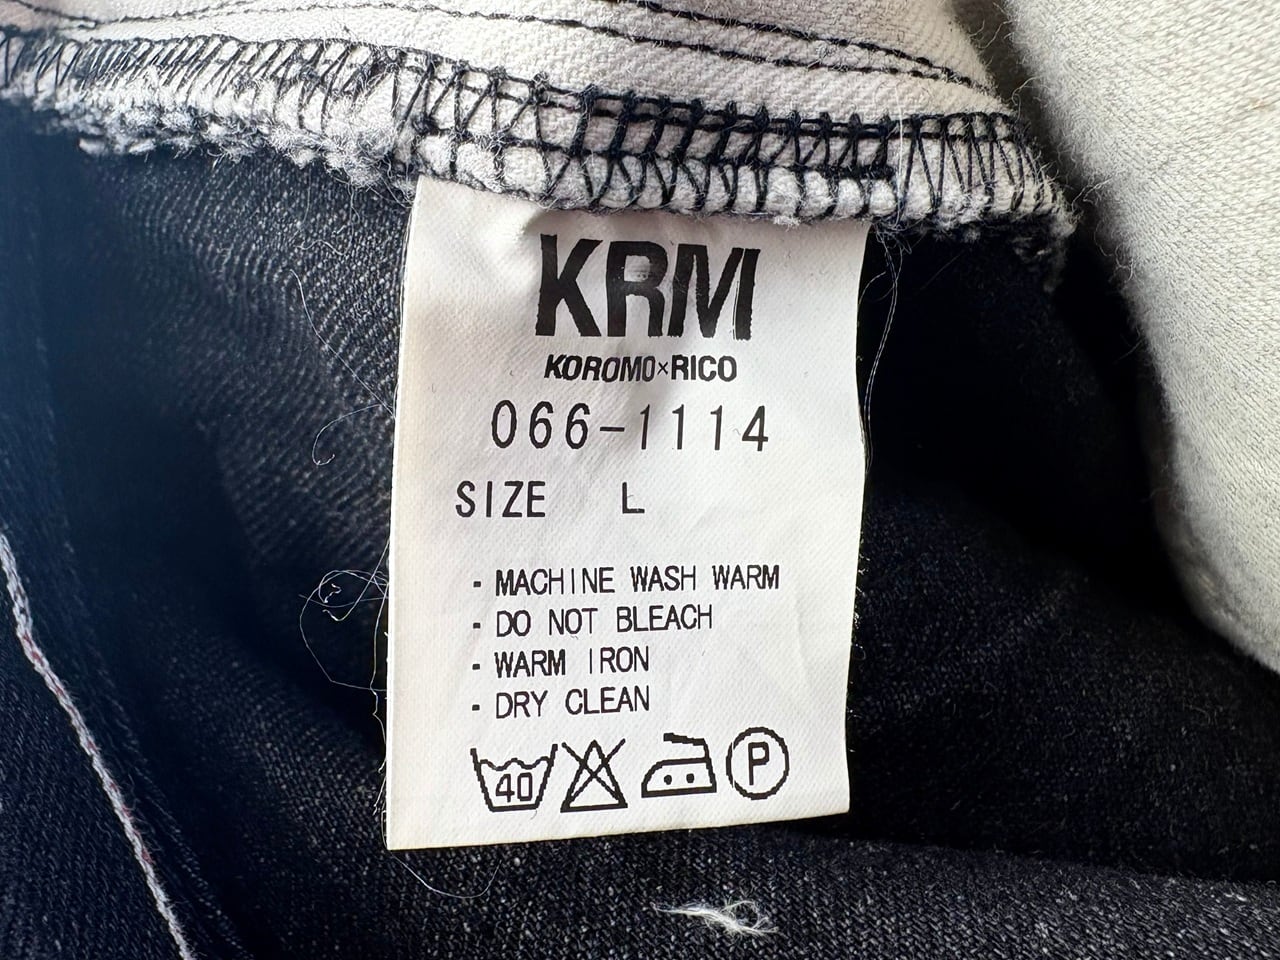 KRM
KOROMO×RICO
066-1114
SIZE L
- MACHINE WASH WARM
- DO NOT BLEACH
- WARM IRON
- DRY CLEAN
40 P